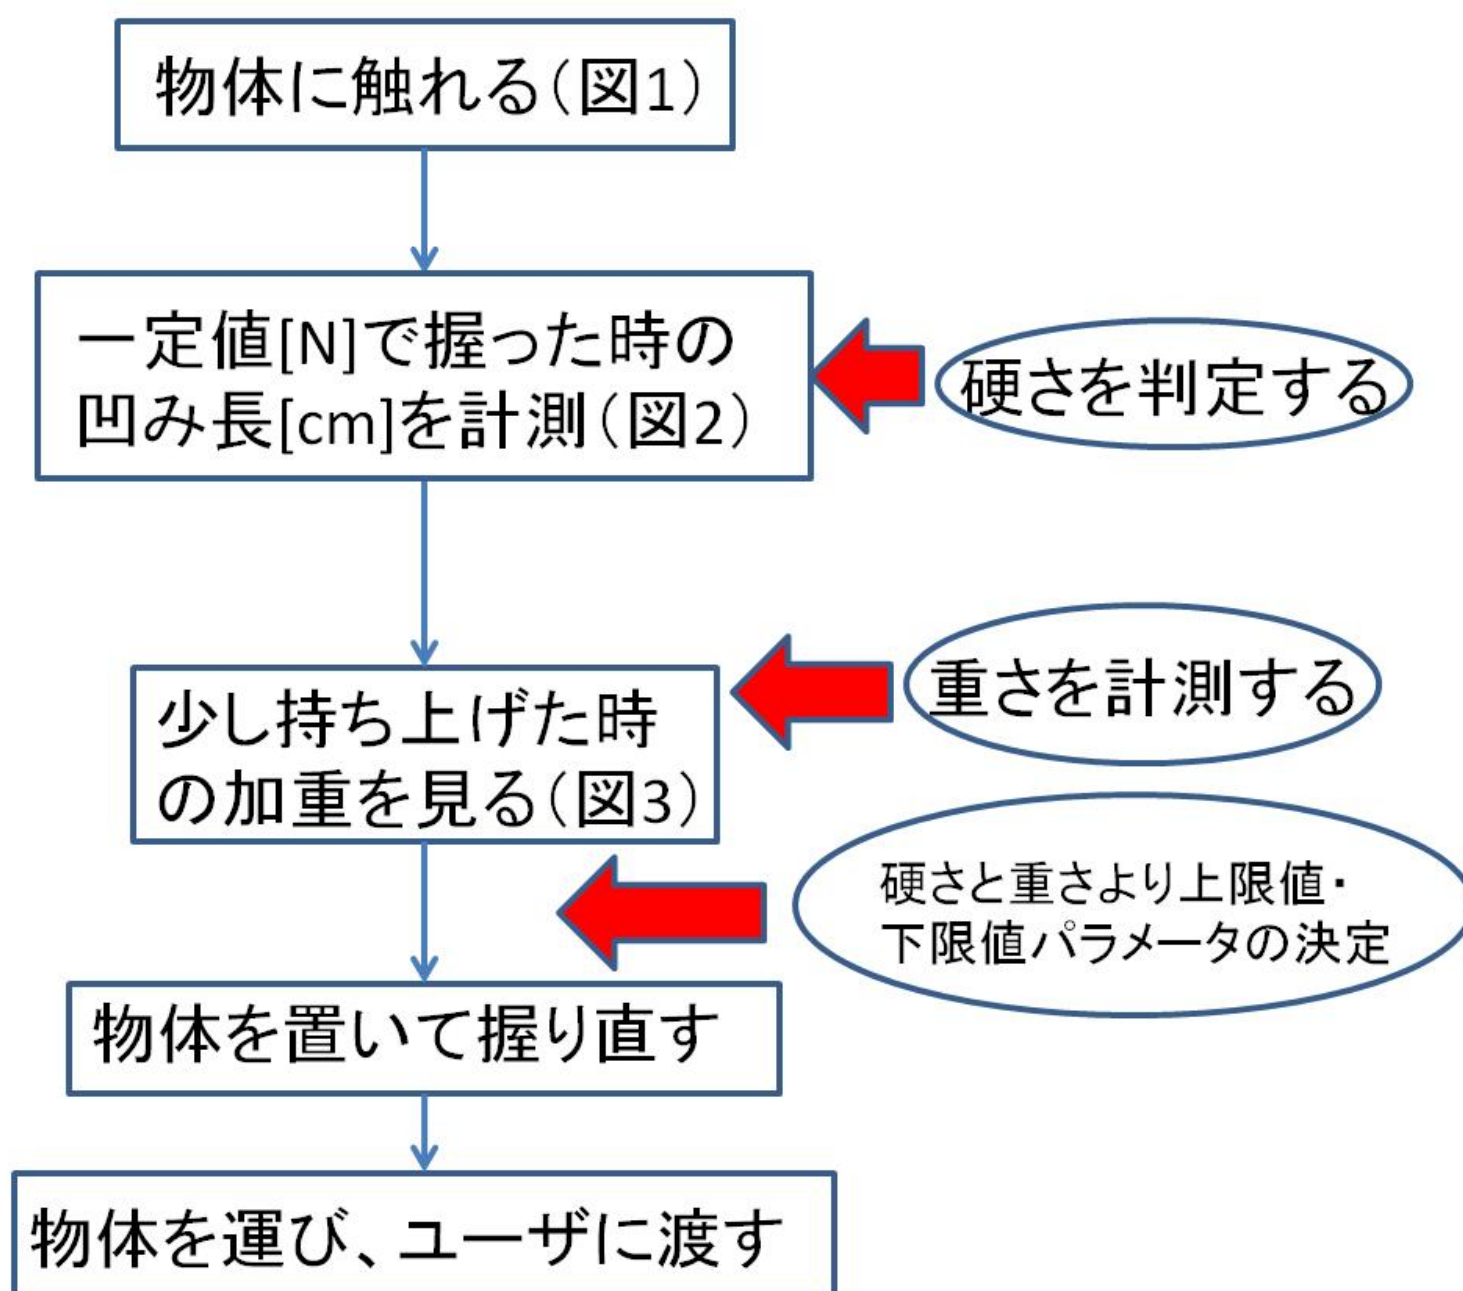 物体に触れる(図1)
一定値[N]で握った時の
凹み長[cm]を計測(図2)
硬さを判定する
少し持ち上げた時
の加重を見る(図3)
重さを計測する
硬さと重さより上限値・
下限値パラメータの決定
物体を置いて握り直す
物体を運び、ユーザに渡す